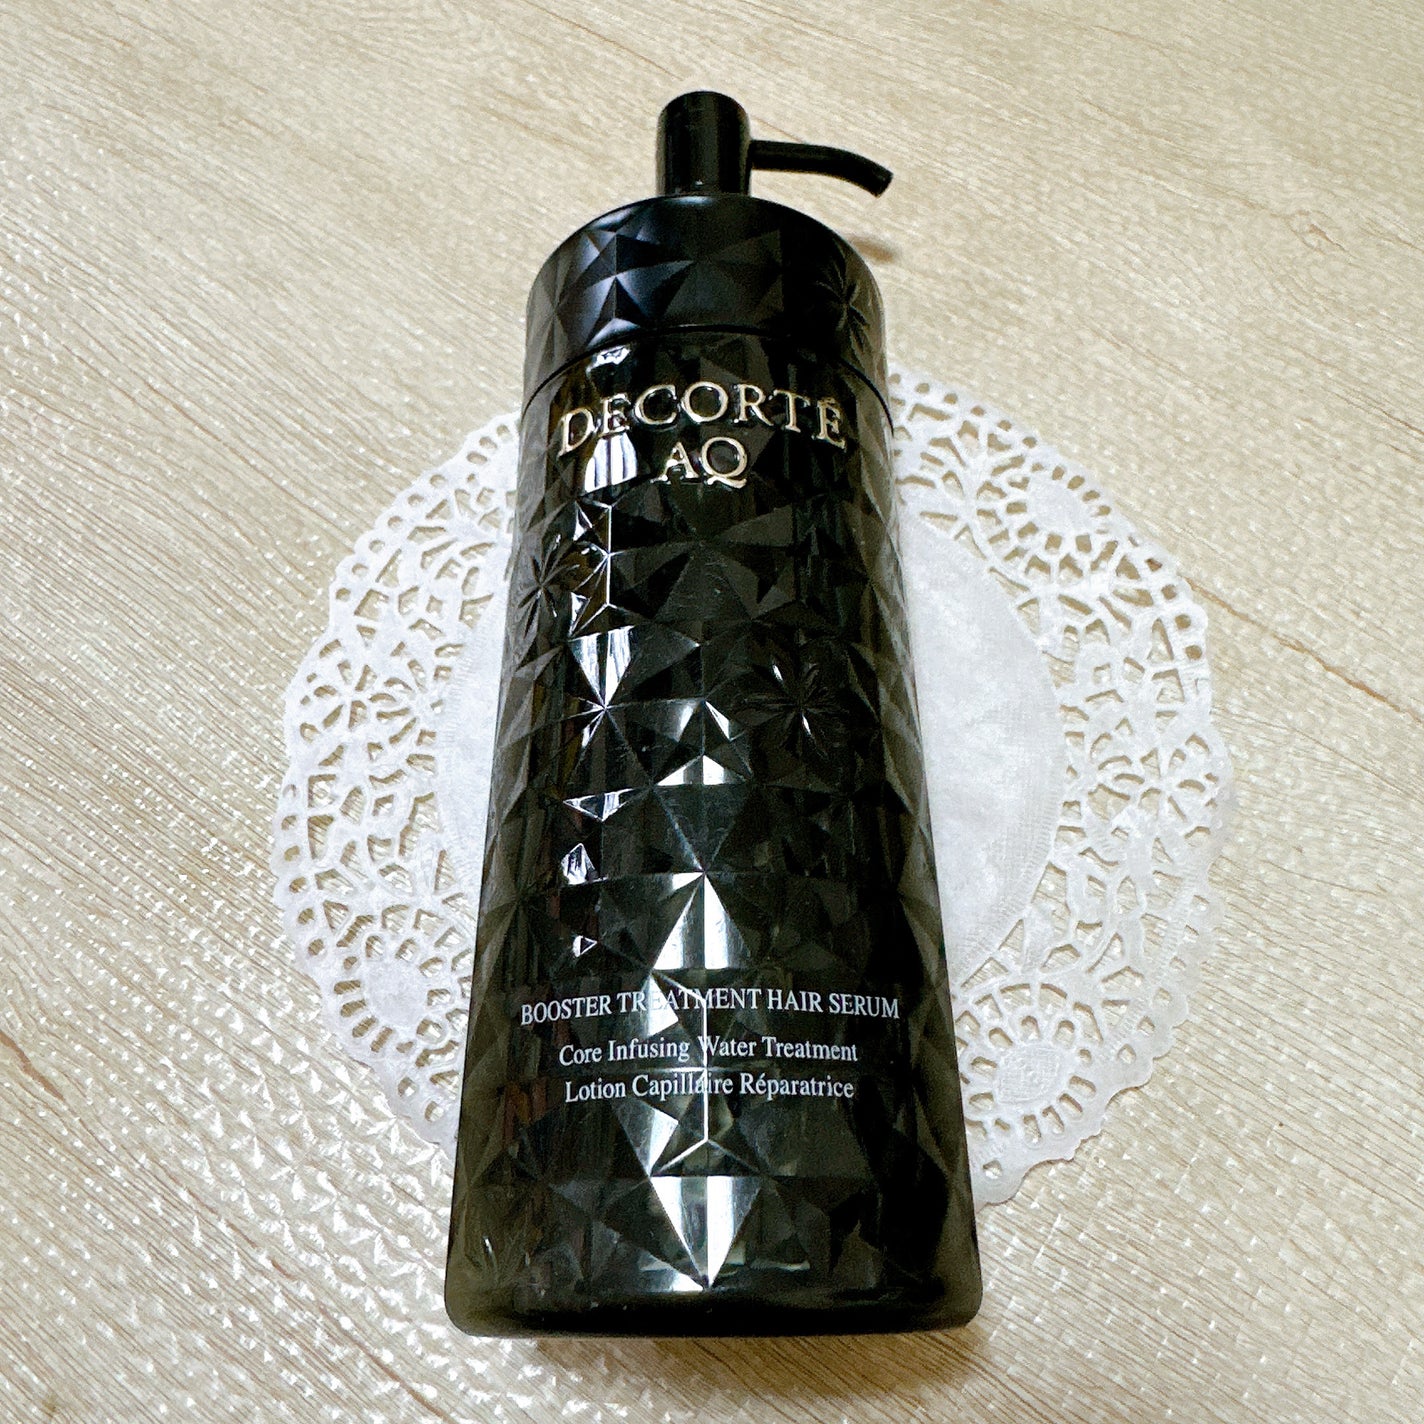 DECORTÉ
AQ
BOOSTER TREATMENT HAIR SERUM
Core Infusing Water Treatment
Lotion Capillaire Réparatrice